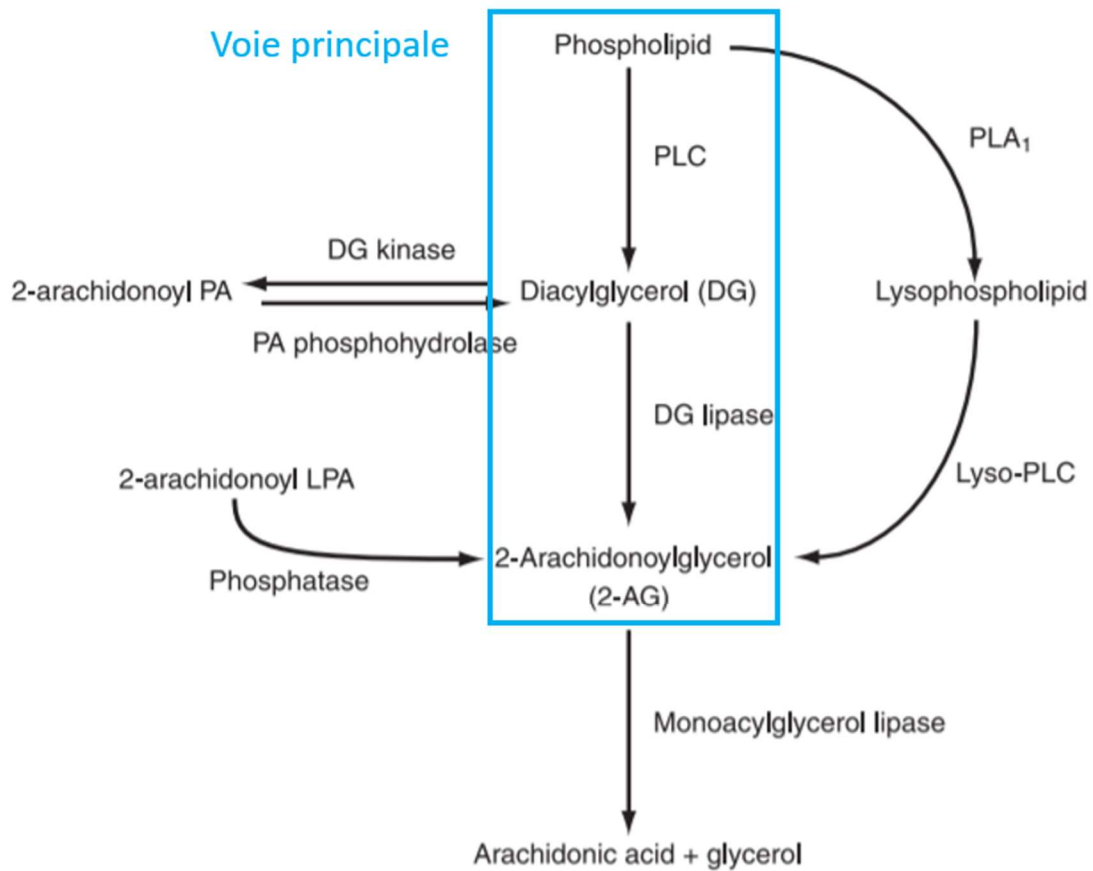 Voie principale
Phospholipid
PLA₁
PLC
DG kinase
2-arachidonoyl PA
Diacylglycerol (DG)
Lysophospholipid
PA phosphohydrolase
DG lipase
2-arachidonoyl LPA
Lyso-PLC
2-Arachidonoylglycerol
(2-AG)
Phosphatase
Monoacylglycerol lipase
Arachidonic acid + glycerol